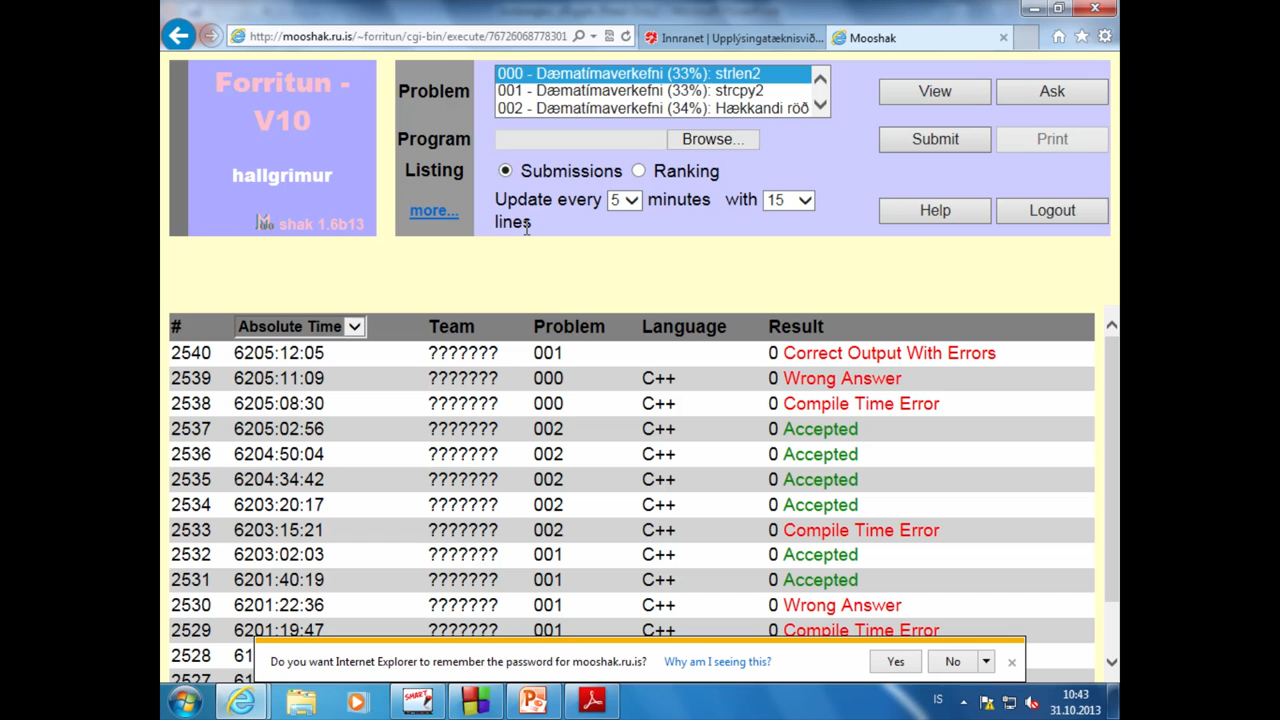 http://mooshak.ru.is/~forritun/cgi-bin/execute/76726068778301
Innranet | Upplýsingatæknisvið...
Mooshak
Forritun -
V10
hallgrimur
shak 1.6b13
Problem
000 - Dæmatímaverkefni (33%): strlen2
001 - Dæmatímaverkefni (33%): strcpy2
002 - Dæmatímaverkefni (34%): Hækkandi röð
View
Ask
Program
Browse...
Submit
Print
Listing
Submissions
Ranking
more...
Update every 5 minutes with 15
lines
Help
Logout
# Absolute Time Team Problem Language Result
2540 6205:12:05 ??????? 001 0 Correct Output With Errors
2539 6205:11:09 ??????? 000 C++ 0 Wrong Answer
2538 6205:08:30 ??????? 000 C++ 0 Compile Time Error
2537 6205:02:56 ??????? 002 C++ 0 Accepted
2536 6204:50:04 ??????? 002 C++ 0 Accepted
2535 6204:34:42 ??????? 002 C++ 0 Accepted
2534 6203:20:17 ??????? 002 C++ 0 Accepted
2533 6203:15:21 ??????? 002 C++ 0 Compile Time Error
2532 6203:02:03 ??????? 001 C++ 0 Accepted
2531 6201:40:19 ??????? 001 C++ 0 Accepted
2530 6201:22:36 ??????? 001 C++ 0 Wrong Answer
2529 6201:19:47 ??????? 001 C++ 0 Compile Time Error
2528 61
2527 61
Do you want Internet Explorer to remember the password for mooshak.ru.is? Why am I seeing this? Yes No
SMART
IS
10:43
31.10.2013